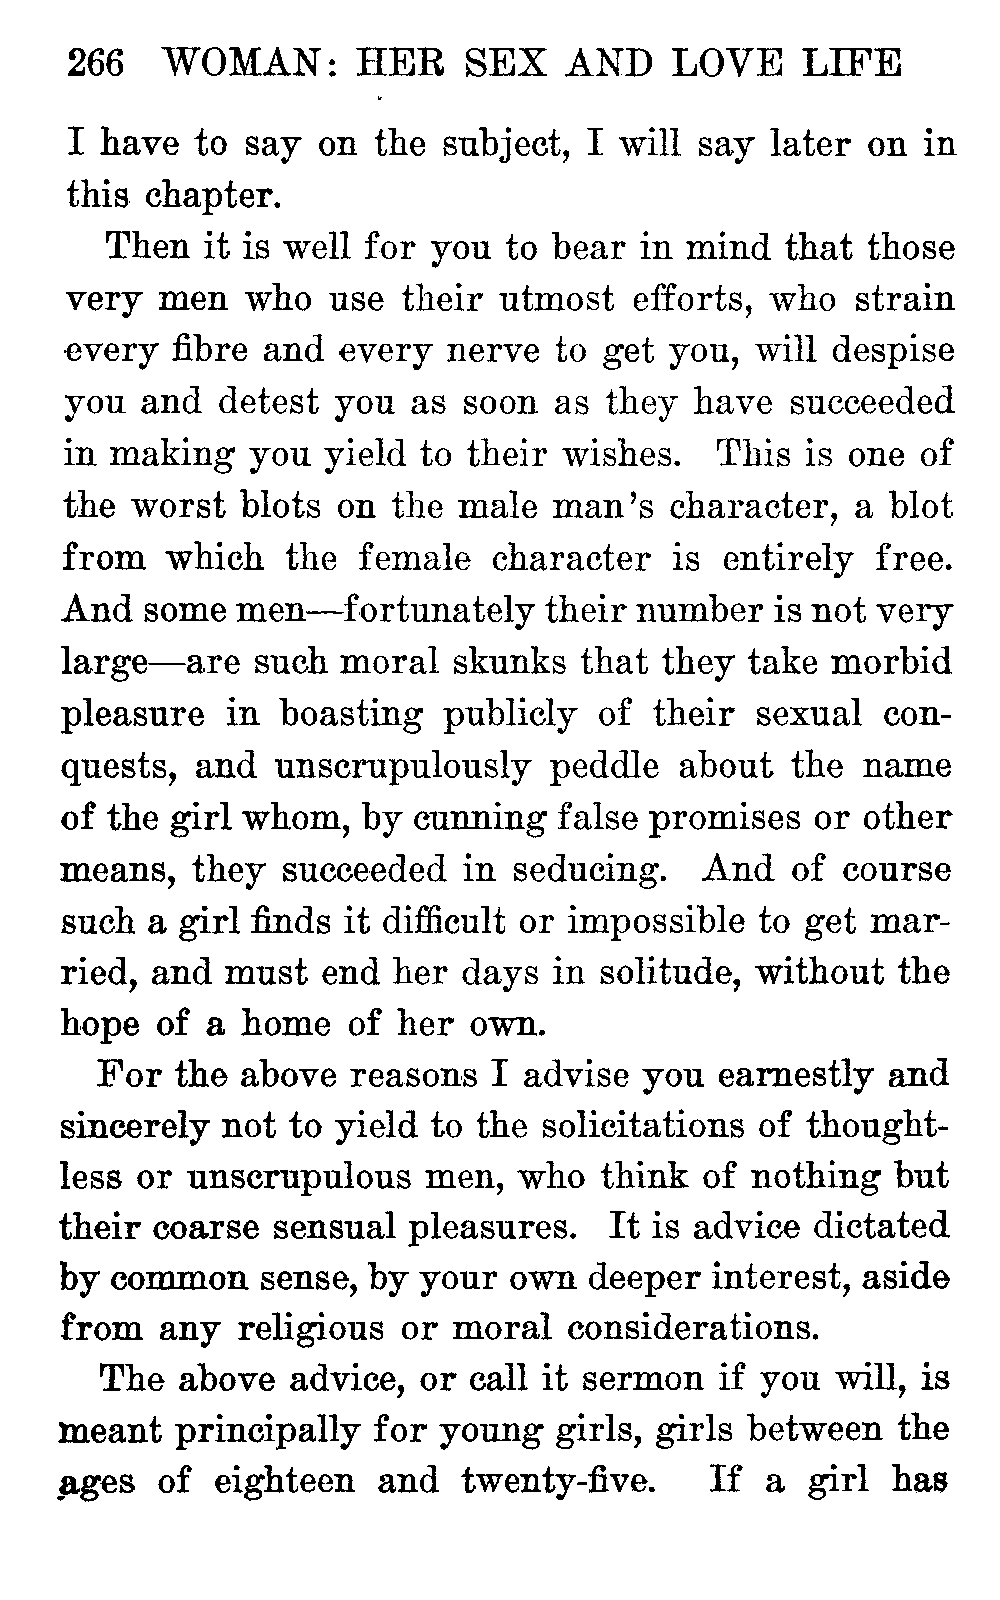 266 WOMAN: HER SEX AND LOVE LIFE
I have to say on the subject, I will say later on in
this chapter.
Then it is well for you to bear in mind that those
very men who use their utmost efforts, who strain
every fibre and every nerve to get you, will despise
you and detest you as soon as they have succeeded
in making you yield to their wishes. This is one of
the worst blots on the male man's character, a blot
from which the female character is entirely free.
And some men—fortunately their number is not very
large—are such moral skunks that they take morbid
pleasure in boasting publicly of their sexual con-
quests, and unscrupulously peddle about the name
of the girl whom, by cunning false promises or other
means, they succeeded in seducing. And of course
such a girl finds it difficult or impossible to get mar-
ried, and must end her days in solitude, without the
hope of a home of her own.
For the above reasons I advise you earnestly and
sincerely not to yield to the solicitations of thought-
less or unscrupulous men, who think of nothing but
their coarse sensual pleasures. It is advice dictated
by common sense, by your own deeper interest, aside
from any religious or moral considerations.
The above advice, or call it sermon if you will, is
meant principally for young girls, girls between the
ages of eighteen and twenty-five. If a girl has